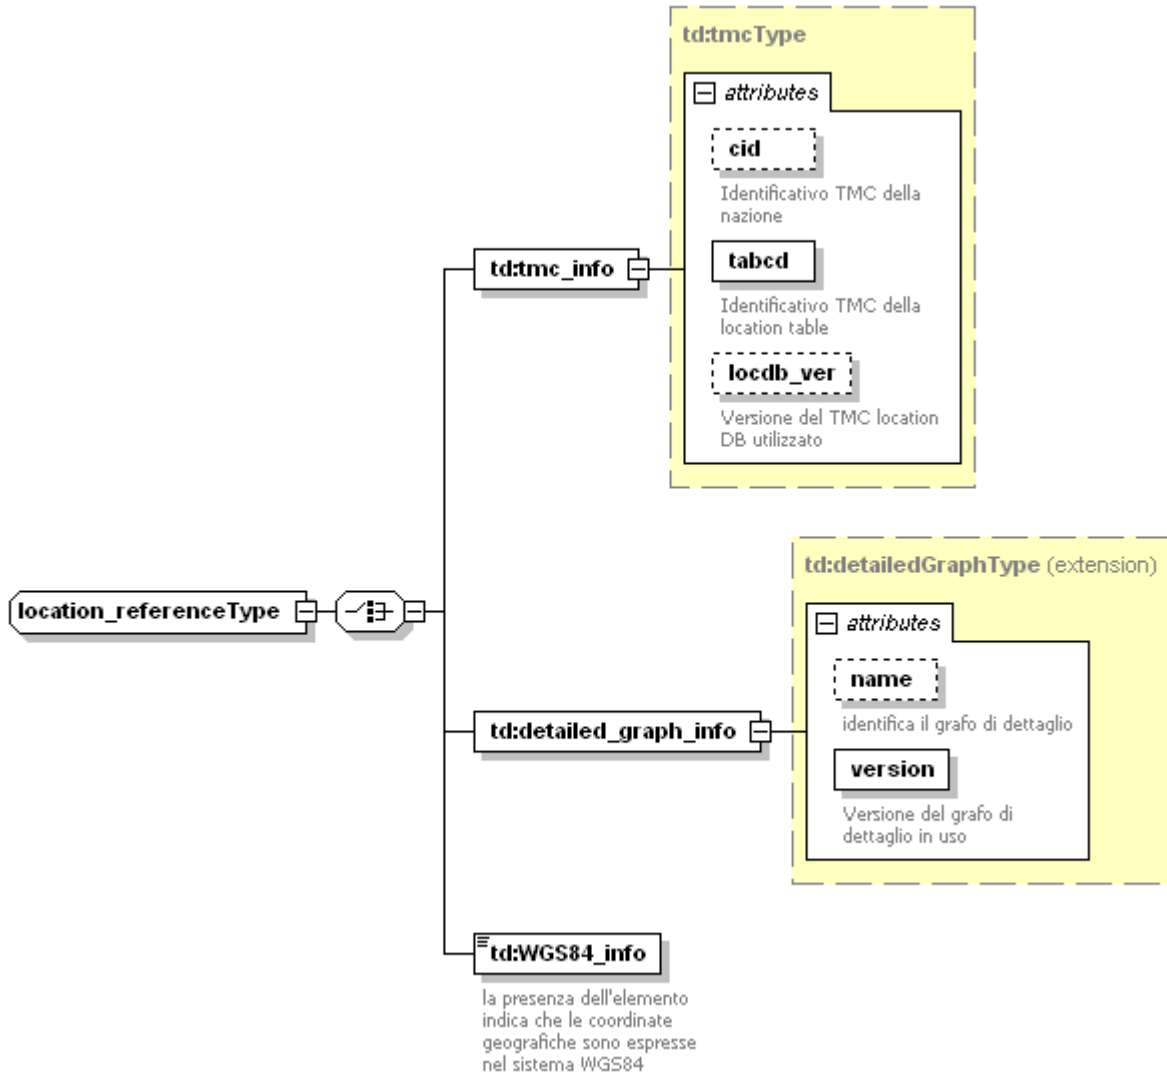 td:tmcType
attributes
cid
Identificativo TMC della
nazione
tabcd
Identificativo TMC della
location table
locdb_ver
Versione del TMC location
DB utilizzato
td:tmc_info
location_referenceType
td:detailedGraphType (extension)
attributes
name
identifica il grafo di dettaglio
version
Versione del grafo di
dettaglio in uso
td:detailed_graph_info
td:WGS84_info
la presenza dell'elemento
indica che le coordinate
geografiche sono espresse
nel sistema WGS84